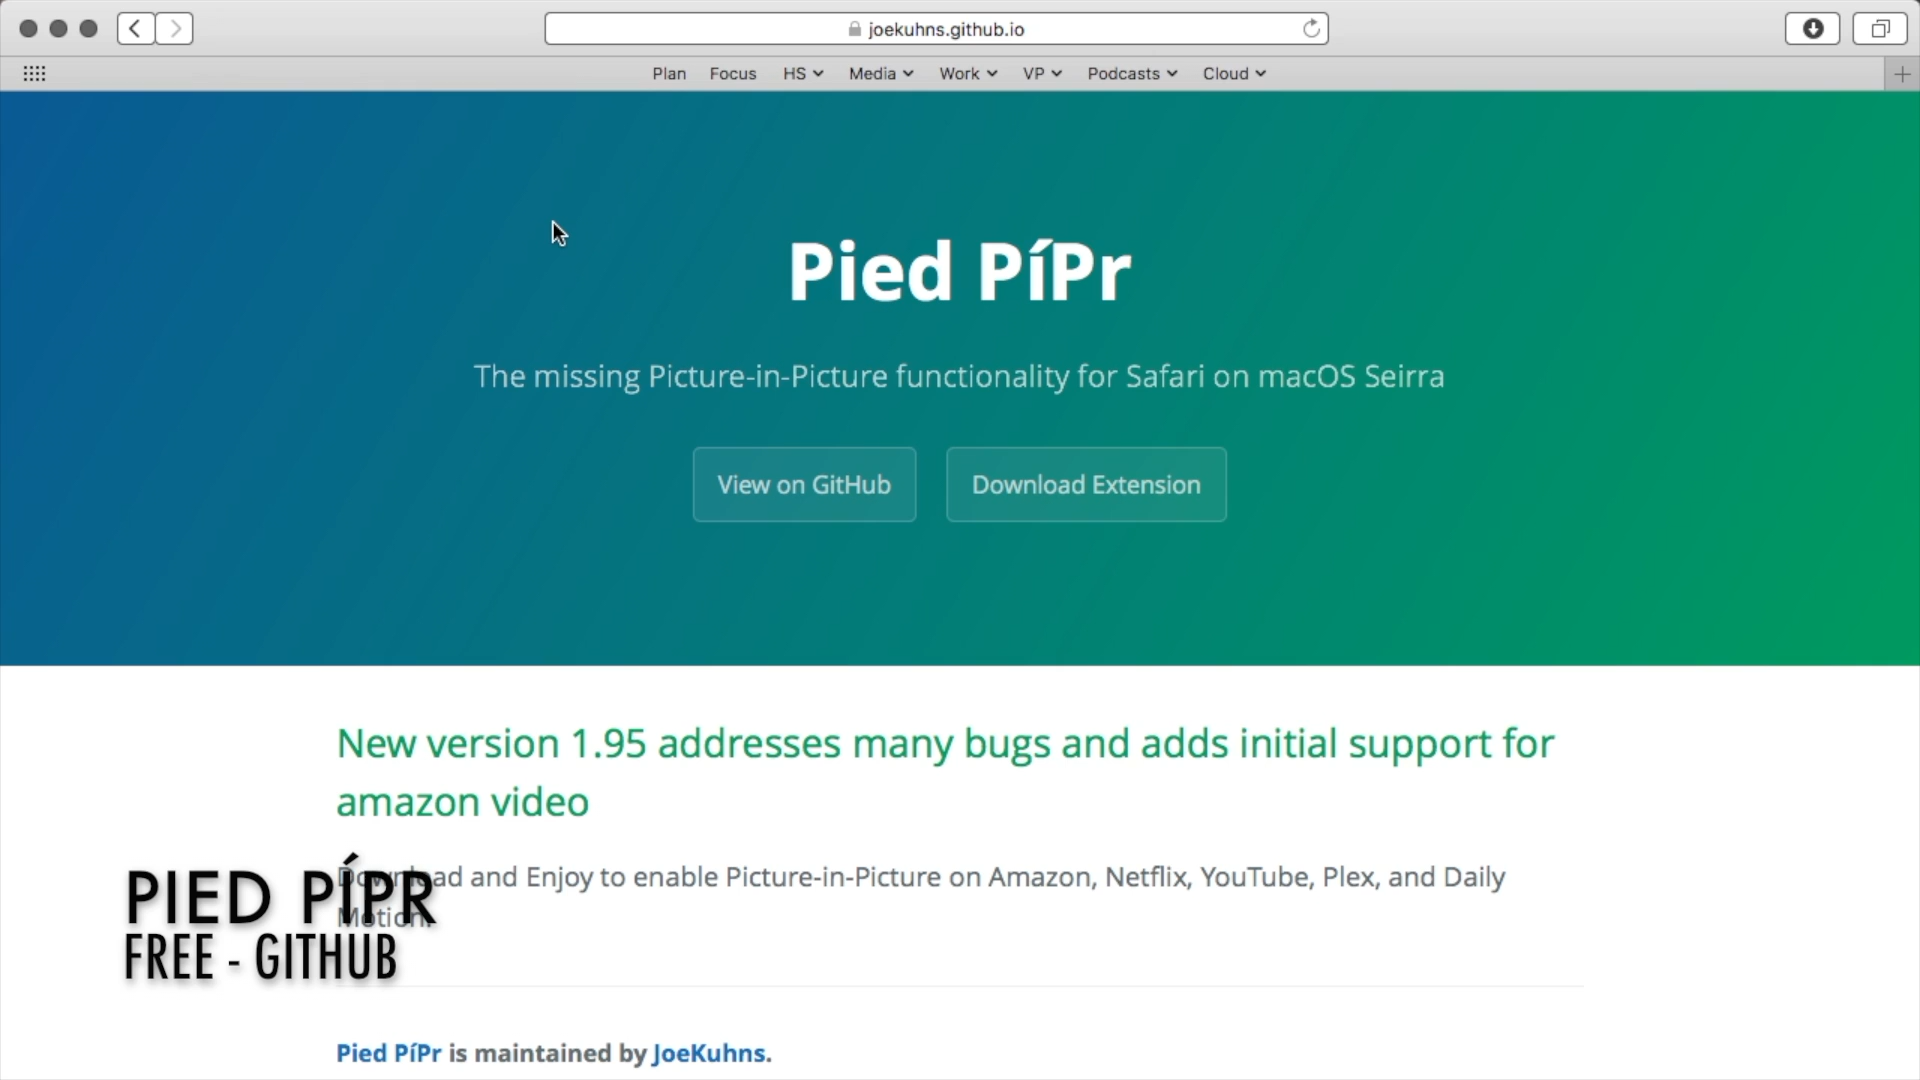 joekuhns.github.io
Plan Focus HS Media Work VP Podcasts Cloud
Pied PíPr
The missing Picture-in-Picture functionality for Safari on macOS Seirra
View on GitHub Download Extension
New version 1.95 addresses many bugs and adds initial support for
amazon video
Download and Enjoy to enable Picture-in-Picture on Amazon, Netflix, YouTube, Plex, and Daily
Motion.
PIED PÍPR
FREE - GITHUB
Pied PíPr is maintained by JoeKuhns.